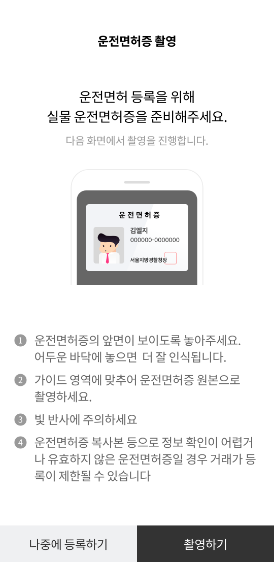 운전면허증 촬영
운전면허 등록을 위해
실물 운전면허증을 준비해주세요.
다음 화면에서 촬영을 진행합니다.
운전면허증
김엘지
000000-0000000
서울지방경찰청장
1 운전면허증의 앞면이 보이도록 놓아주세요.
어두운 바닥에 놓으면 더 잘 인식됩니다.
2 가이드 영역에 맞추어 운전면허증 원본으로
촬영하세요.
3 빛 반사에 주의하세요
4 운전면허증 복사본 등으로 정보 확인이 어렵거
나 유효하지 않은 운전면허증일 경우 거래가 등
록이 제한될 수 있습니다
나중에 등록하기
촬영하기